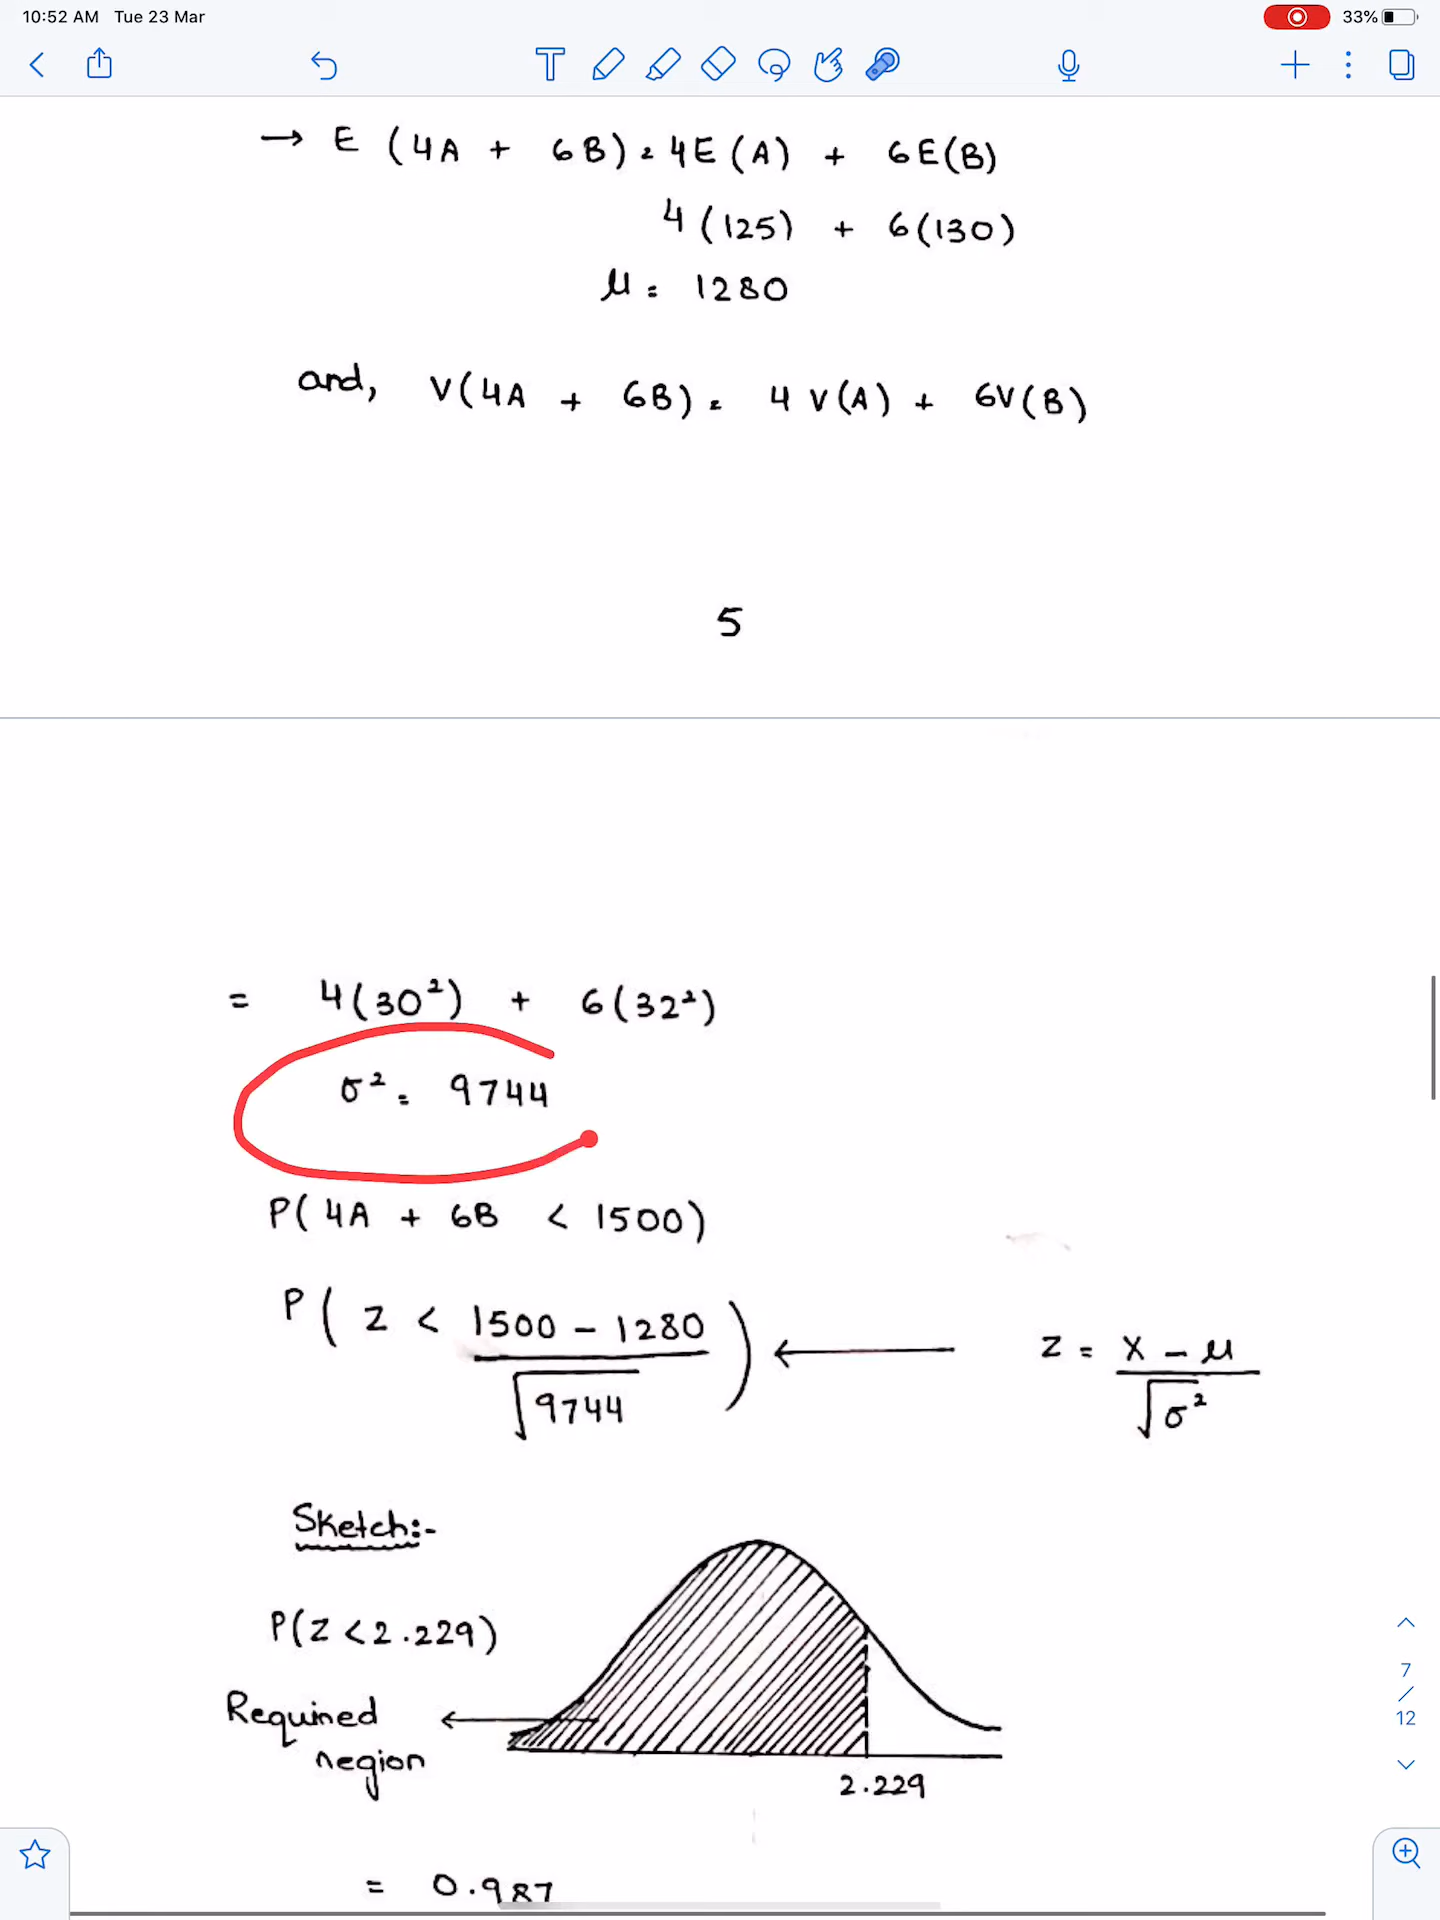 10:52 AM Tue 23 Mar 33%
→ E (4A + 6B) = 4E(A) + 6E(B)
4(125) + 6(130)
μ = 1280
and, V(4A + 6B) = 4V(A) + 6V(B)
5
= 4(30²) + 6(32²)
σ² = 9744
P(4A + 6B < 1500)
P(Z < (1500 - 1280)/√9744) ← Z = (X - μ)/√σ²
Sketch:-
P(Z < 2.229)
Required
region
2.229
7
/
12
= 0.987